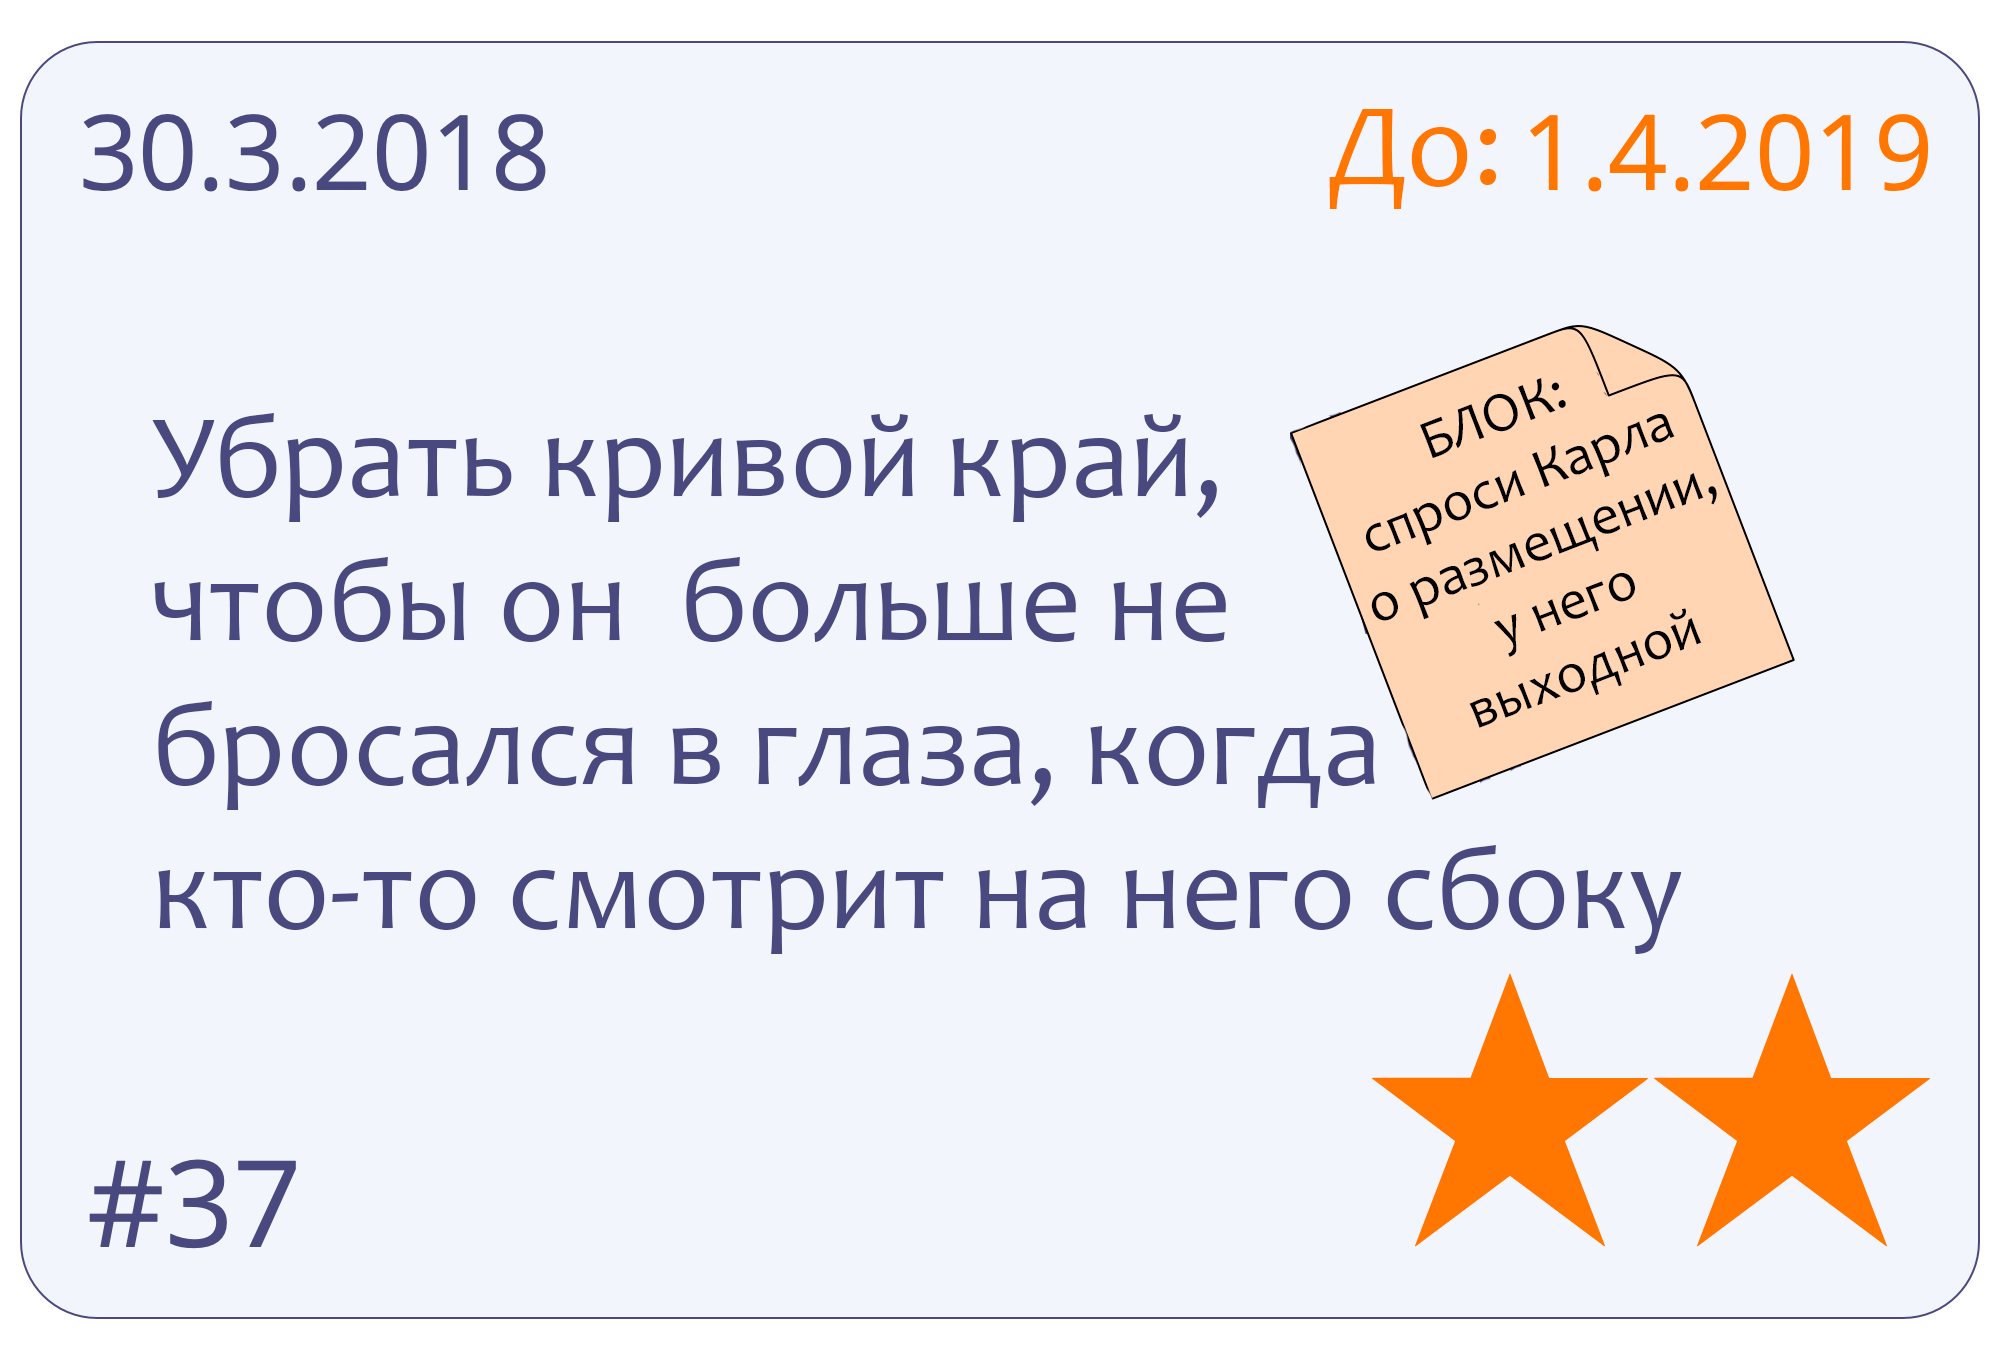 30.3.2018
До: 1.4.2019
Убрать кривой край,
чтобы он  больше не
бросался в глаза, когда
кто-то смотрит на него сбоку
БЛОК:
спроси Карла
о размещении,
у него
выходной
#37